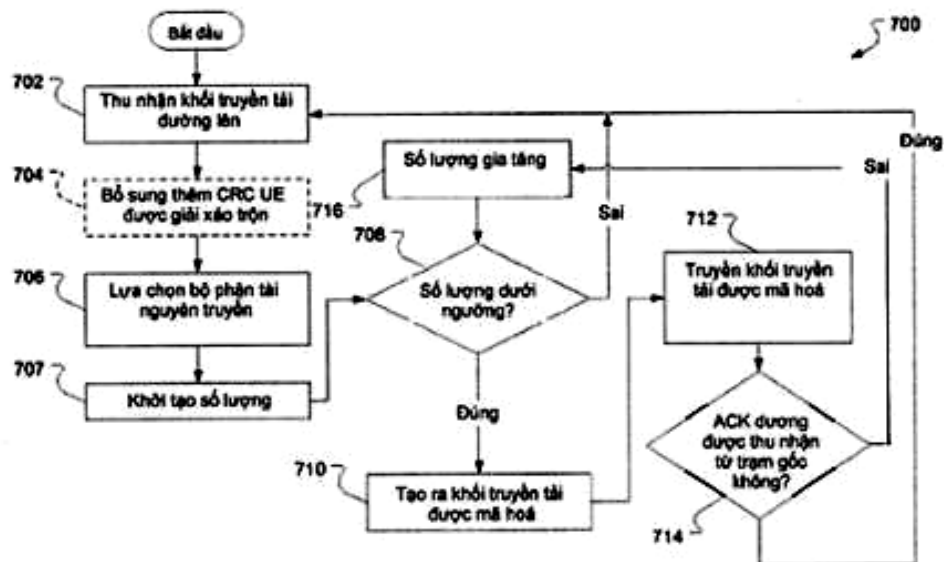 Bắt đầu
700
702
Thu nhận khối truyền tải
đường lên
704
Bổ sung thêm CRC UE
được giải xáo trộn
706
Lựa chọn bộ phận tài
nguyên truyền
707
Khởi tạo số lượng
716
Số lượng gia tăng
708
Số lượng dưới
ngưỡng?
Sai
Đúng
710
Tạo ra khối truyền tải
được mã hoá
712
Truyền khối truyền
tải được mã hoá
714
ACK dương
được thu nhận
từ trạm gốc
không?
Sai
Đúng